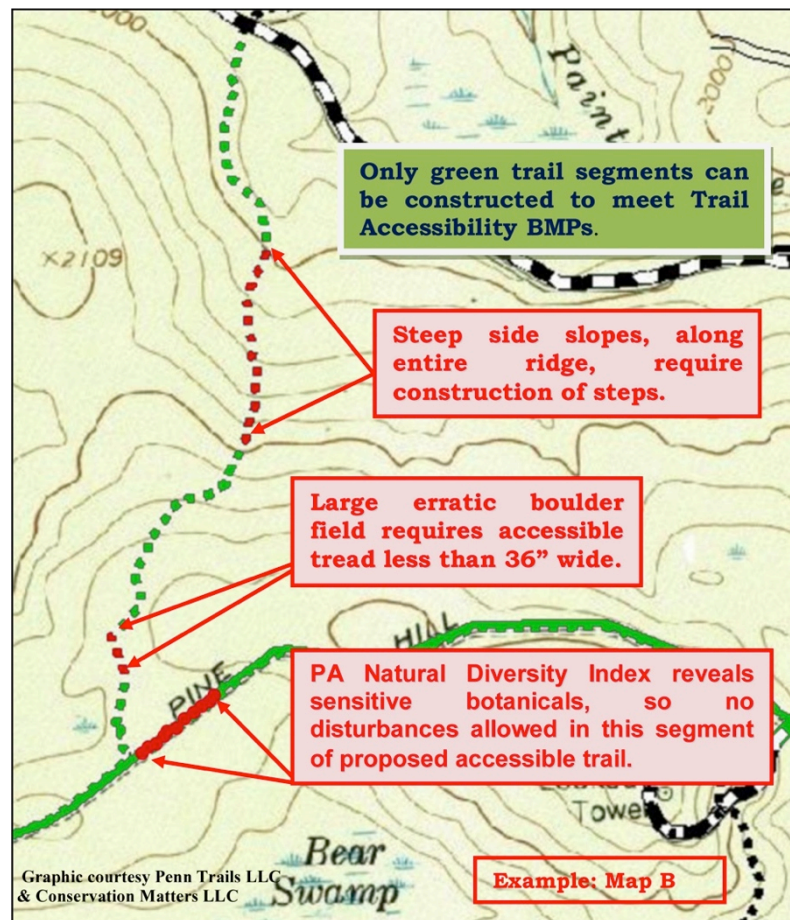 2000
Paint
2000
Only green trail segments can
be constructed to meet Trail
Accessibility BMPs.
×2109
Steep side slopes, along
entire ridge, require
construction of steps.
Large erratic boulder
field requires accessible
tread less than 36” wide.
PINE HILL
PA Natural Diversity Index reveals
sensitive botanicals, so no
disturbances allowed in this segment
of proposed accessible trail.
Tower
Bear
Swamp
Graphic courtesy Penn Trails LLC
& Conservation Matters LLC
Example: Map B